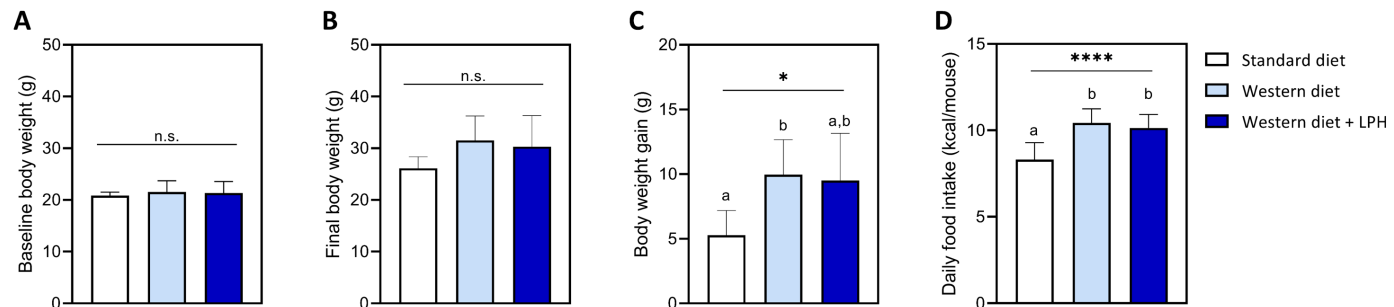 A
Baseline body weight (g)
50
40
30
20
10
0
n.s.
B
Final body weight (g)
50
40
30
20
10
0
n.s.
C
Body weight gain (g)
20
15
10
5
0
*
a
b
a,b
D
Daily food intake (kcal/mouse)
15
10
5
0
****
a
b
b
Standard diet
Western diet
Western diet + LPH